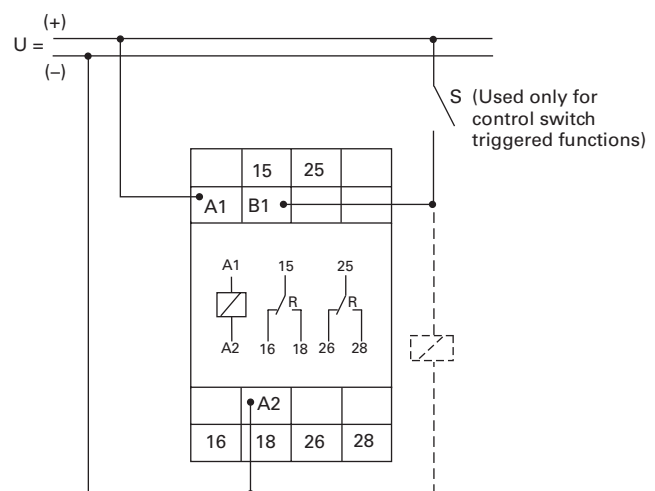 (+)
U =
(–)
S (Used only for
control switch
triggered functions)
15 25
A1 B1
A1 15 25
R R
A2 16 18 26 28
A2
16 18 26 28